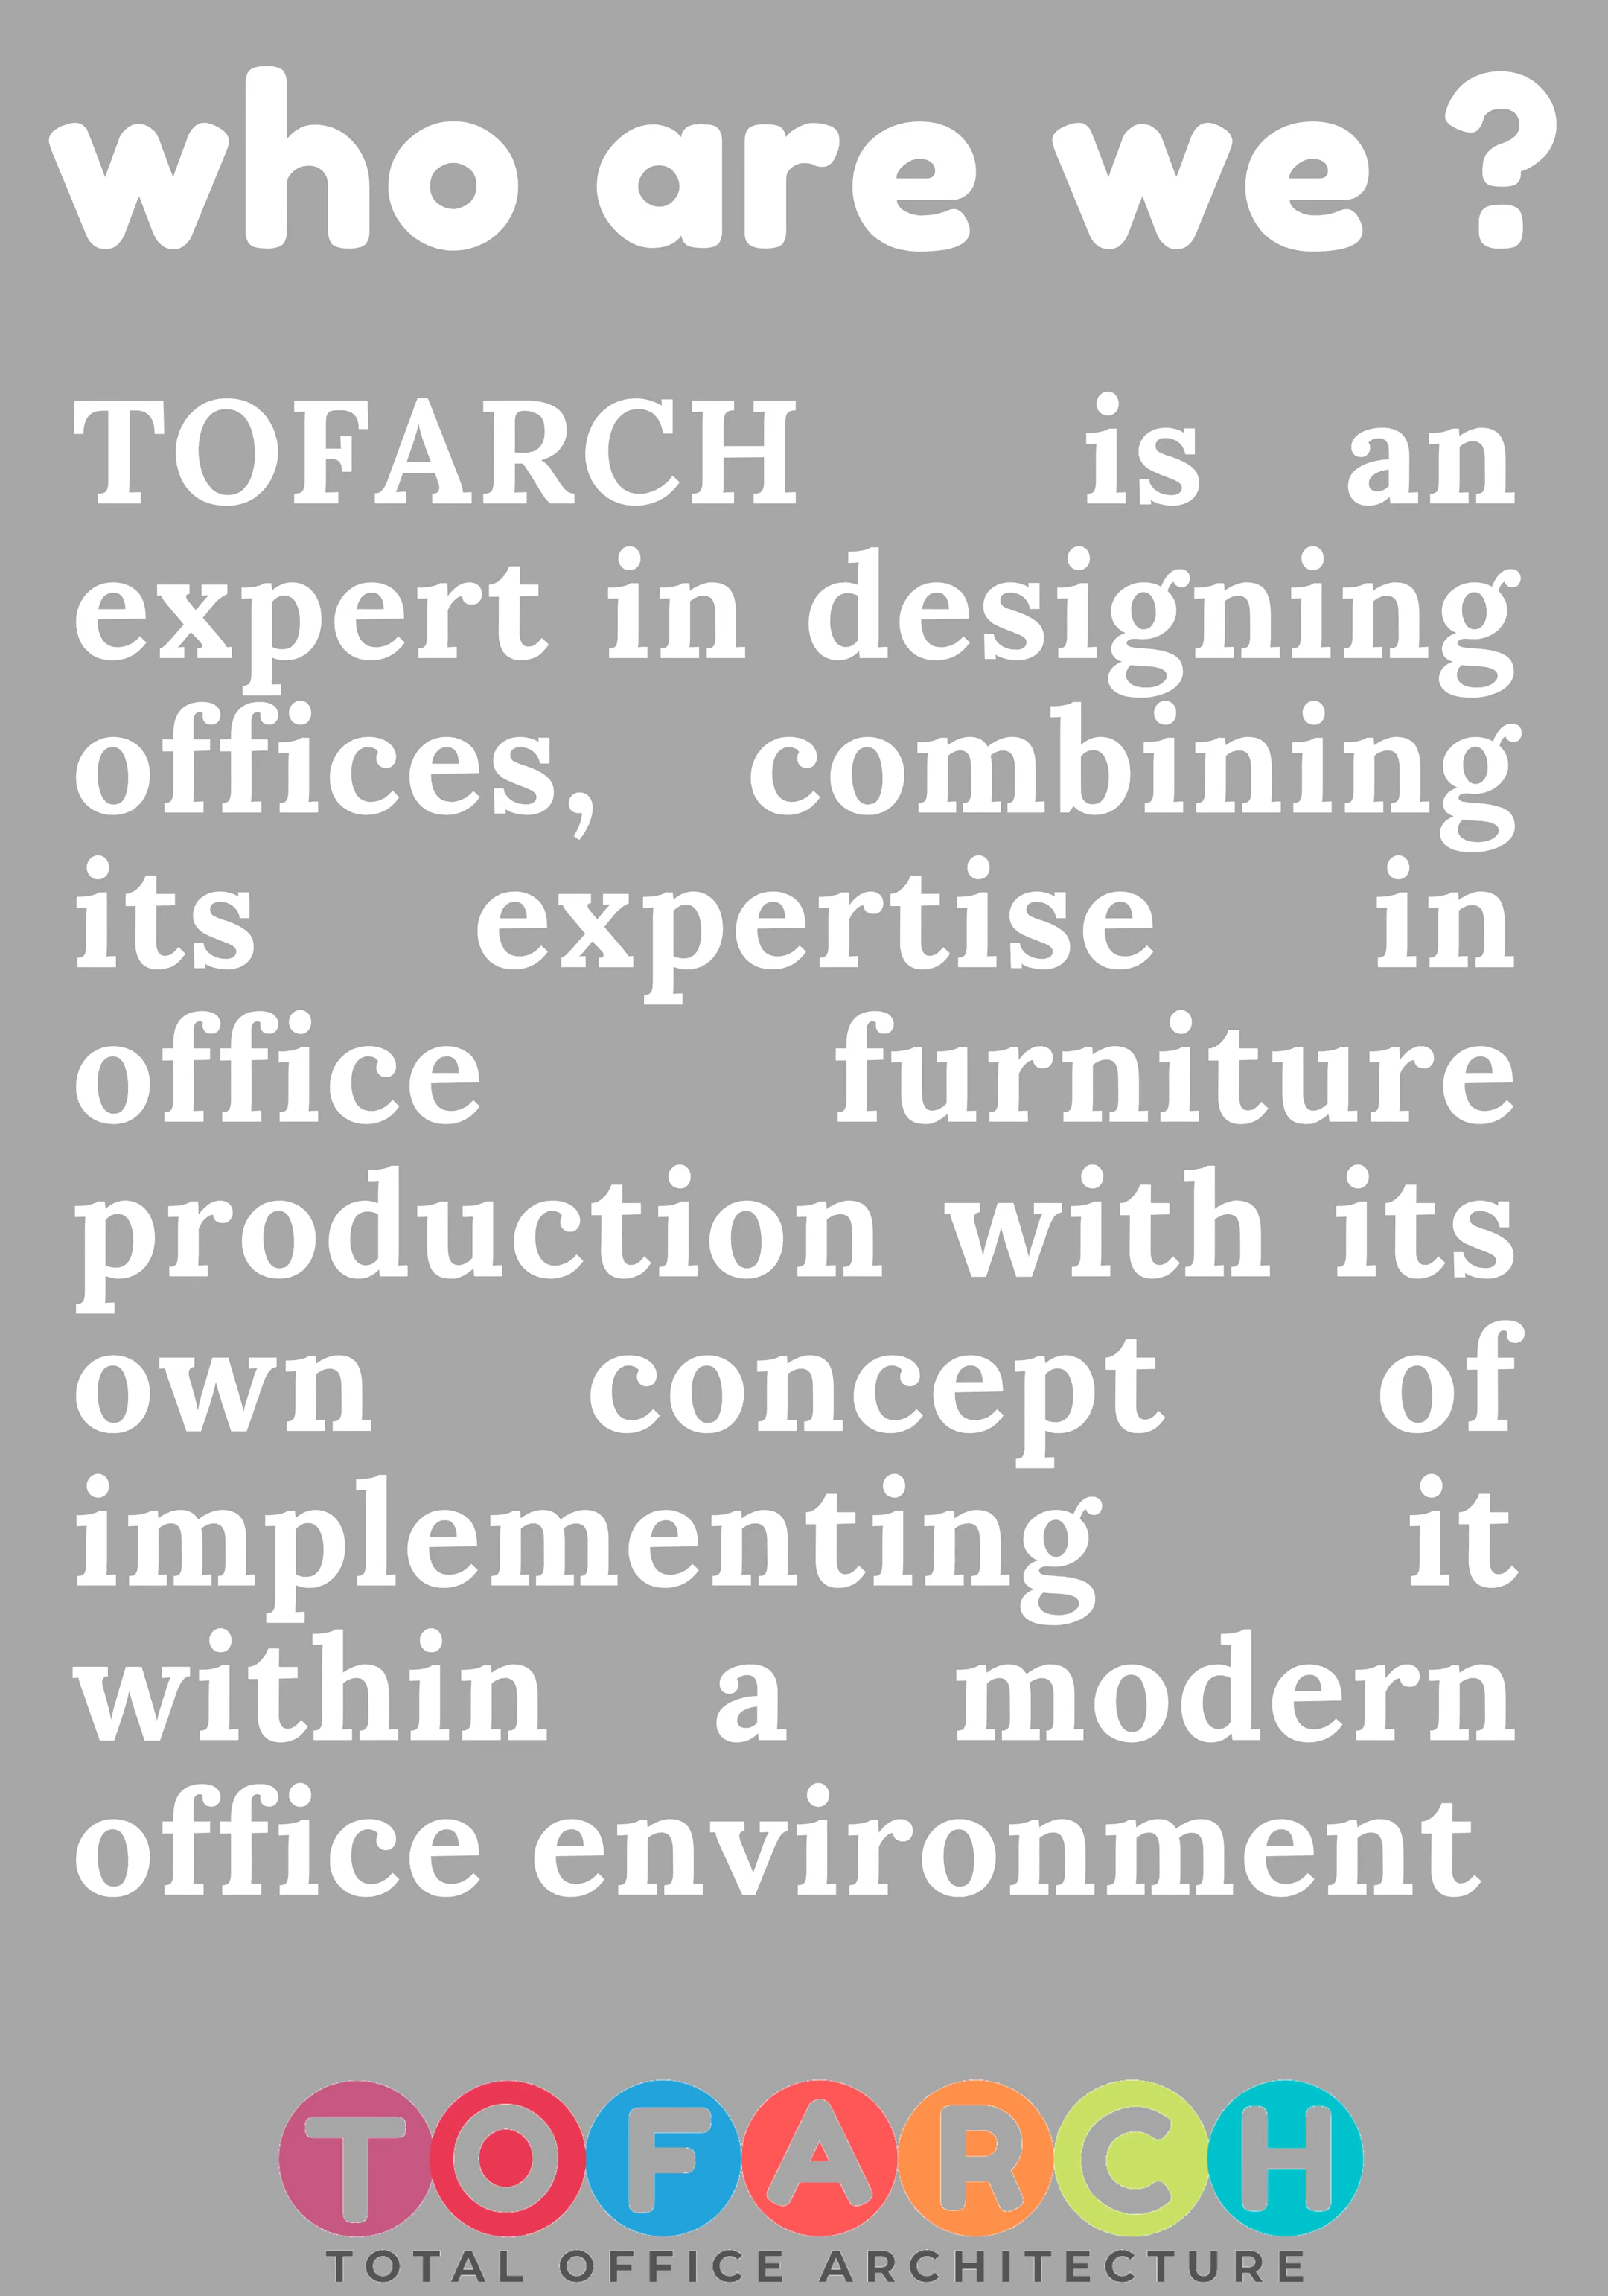 who are we ?
TOFARCH is an
expert in designing
offices, combining
its expertise in
office furniture
production with its
own concept of
implementing it
within a modern
office environment
TOFARCH
TOTAL OFFICE ARCHITECTURE